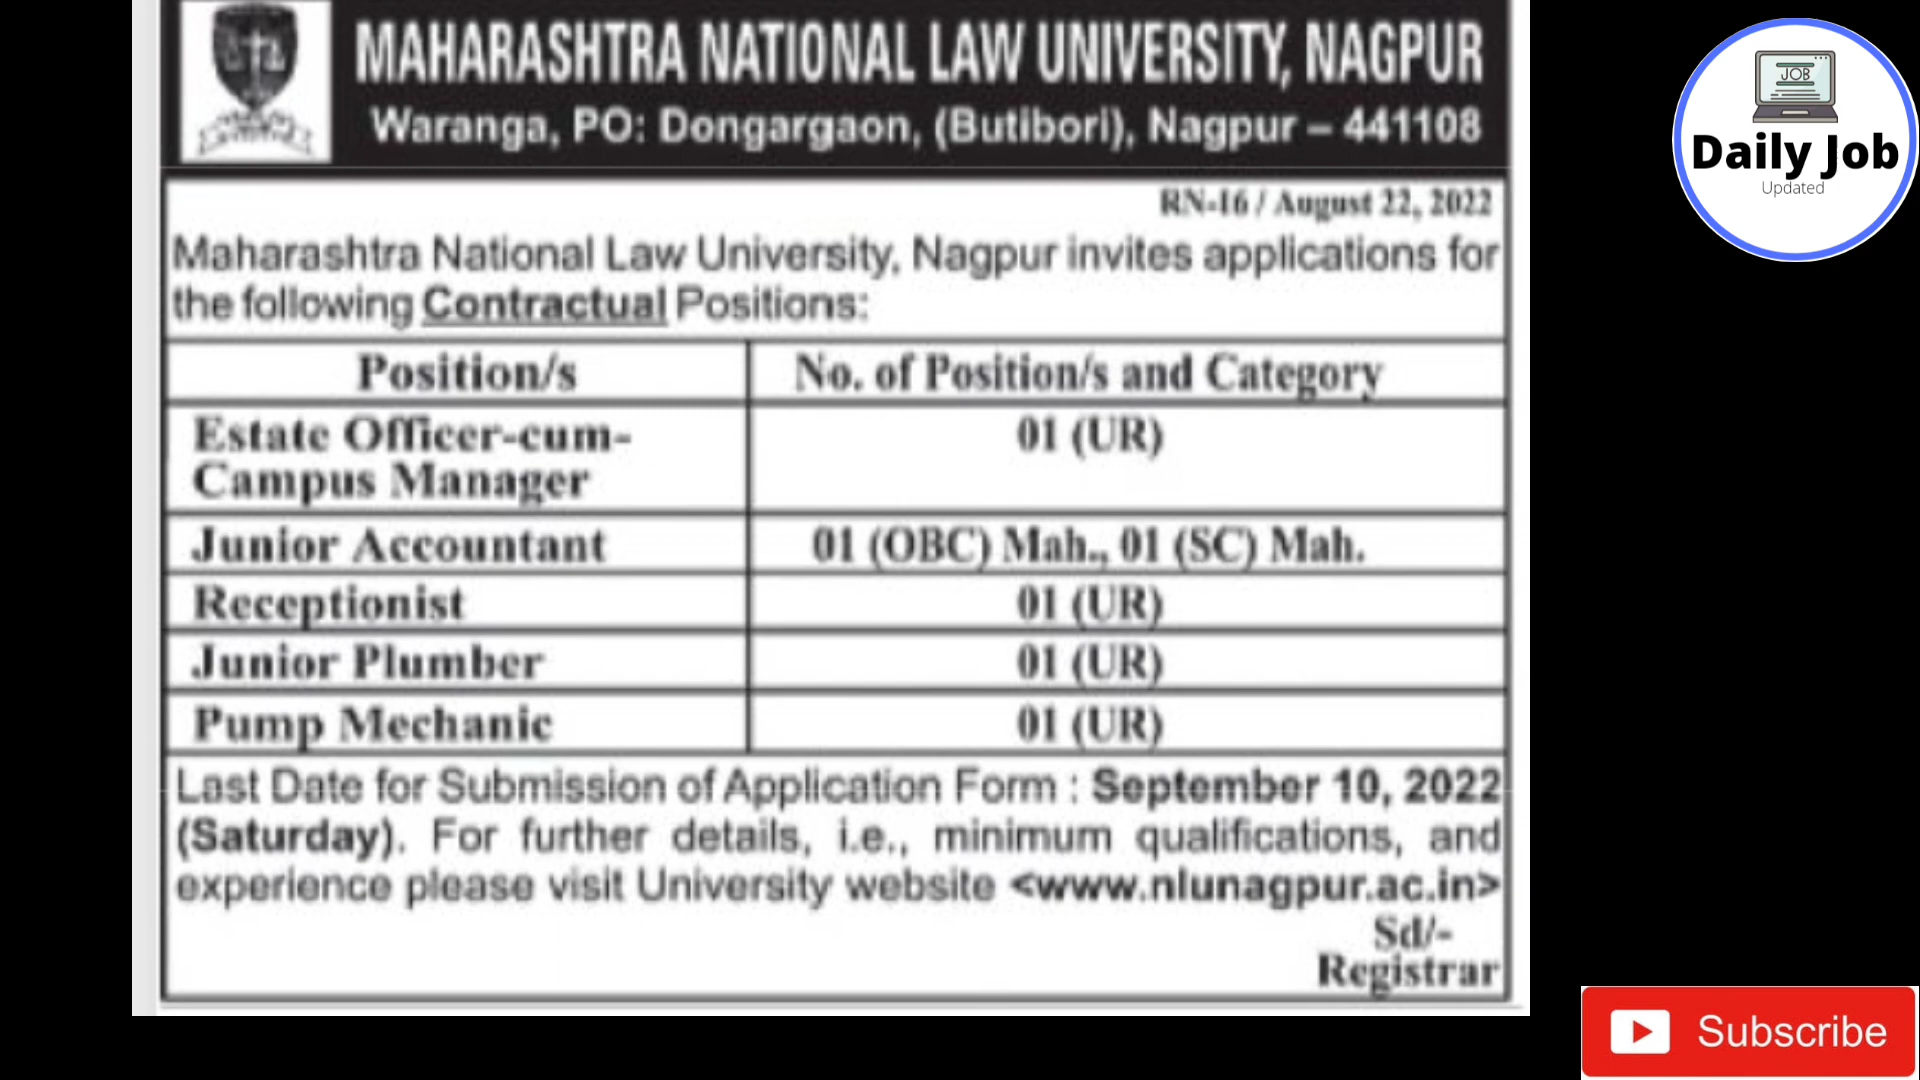 MAHARASHTRA NATIONAL LAW UNIVERSITY, NAGPUR
Waranga, PO: Dongargaon, (Butibori), Nagpur – 441108
RN-16 / August 22, 2022
Maharashtra National Law University, Nagpur invites applications for
the following Contractual Positions:
Position/s No. of Position/s and Category
Estate Officer-cum- 01 (UR)
Campus Manager
Junior Accountant 01 (OBC) Mah., 01 (SC) Mah.
Receptionist 01 (UR)
Junior Plumber 01 (UR)
Pump Mechanic 01 (UR)
Last Date for Submission of Application Form : September 10, 2022
(Saturday). For further details, i.e., minimum qualifications, and
experience please visit University website <www.nlunagpur.ac.in>
Sd/-
Registrar
JOB
Daily Job
Updated
Subscribe